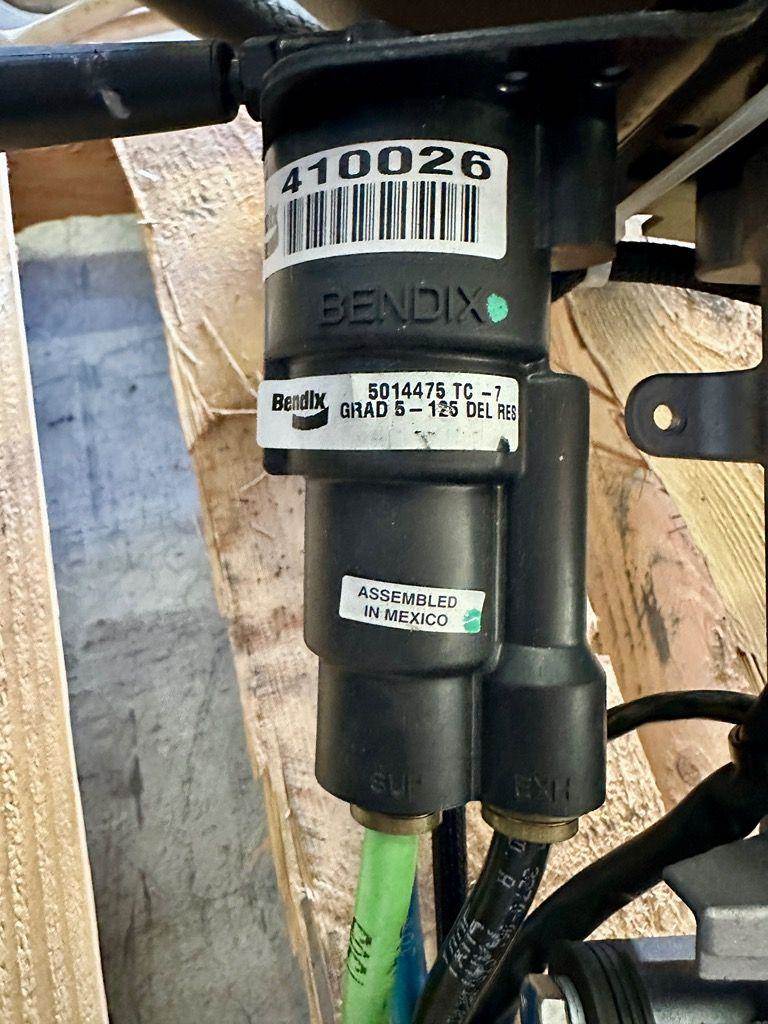 410026
BENDIX
Bendix
5014475 TC -7
GRAD 5-125 DEL RES
ASSEMBLED
IN MEXICO
SUP
EXH